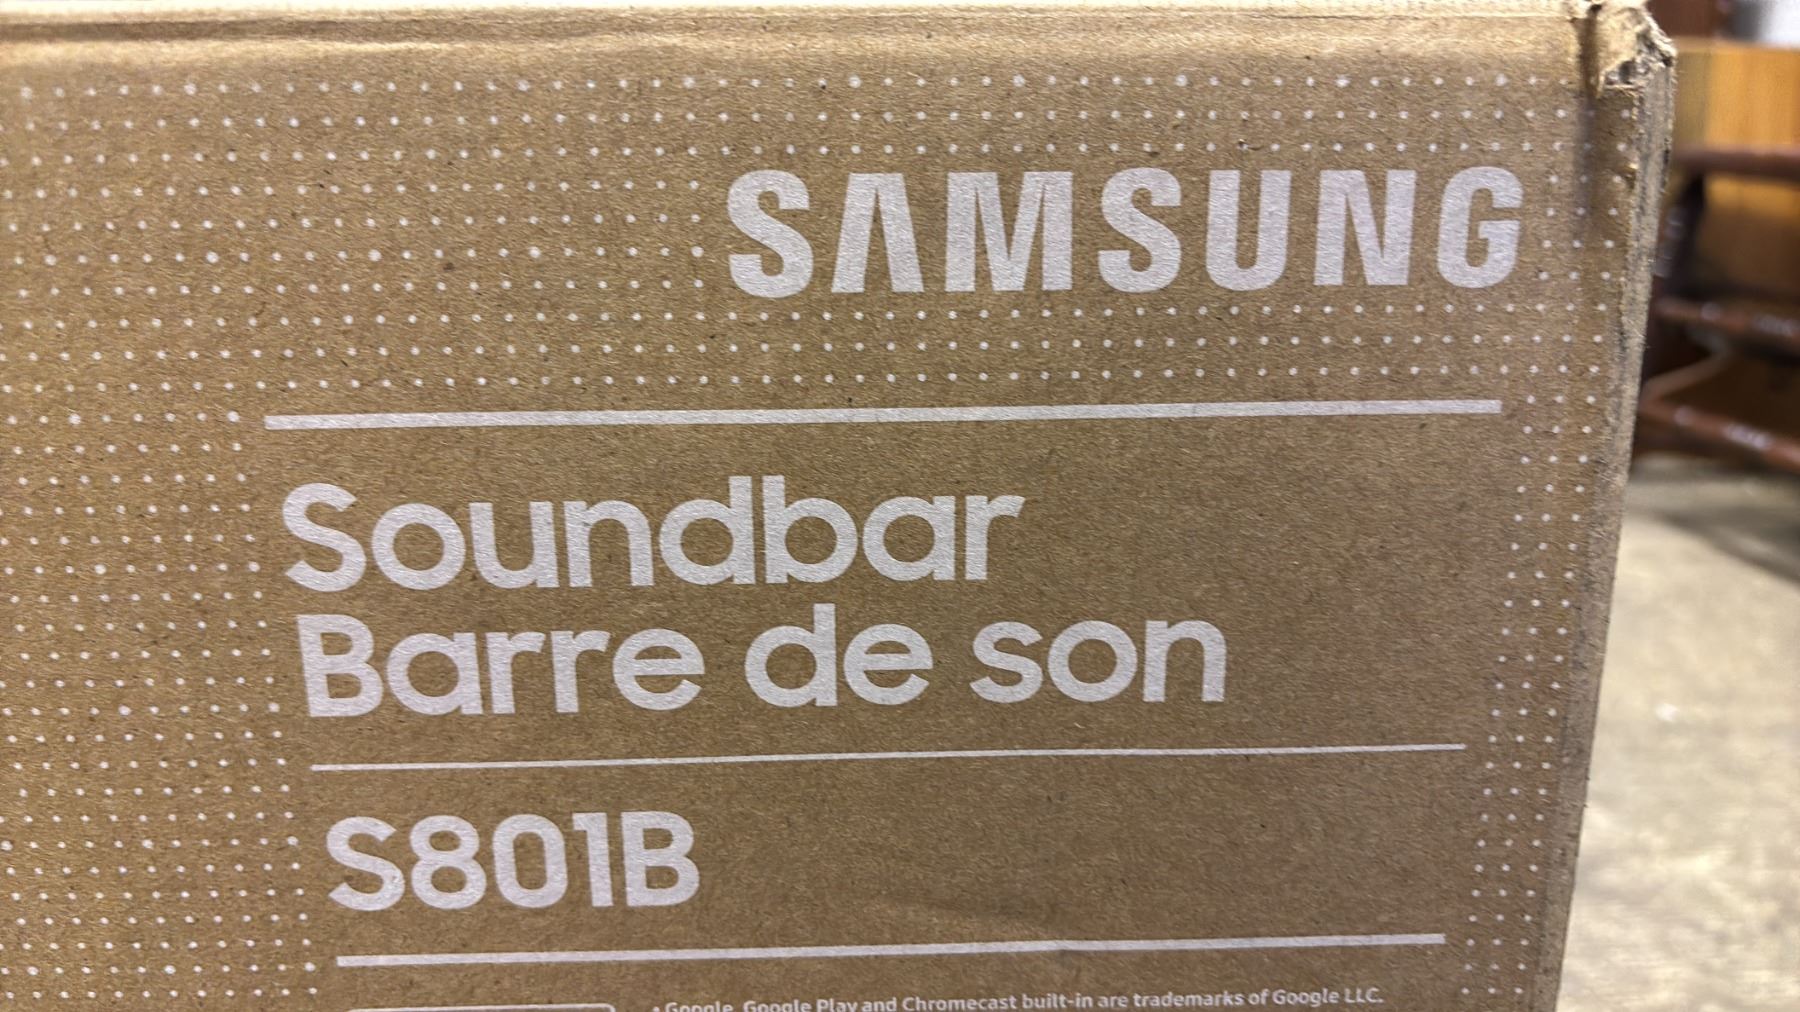 SAMSUNG
Soundbar
Barre de son
S801B
• Google, Google Play and Chromecast built-in are trademarks of Google LLC.